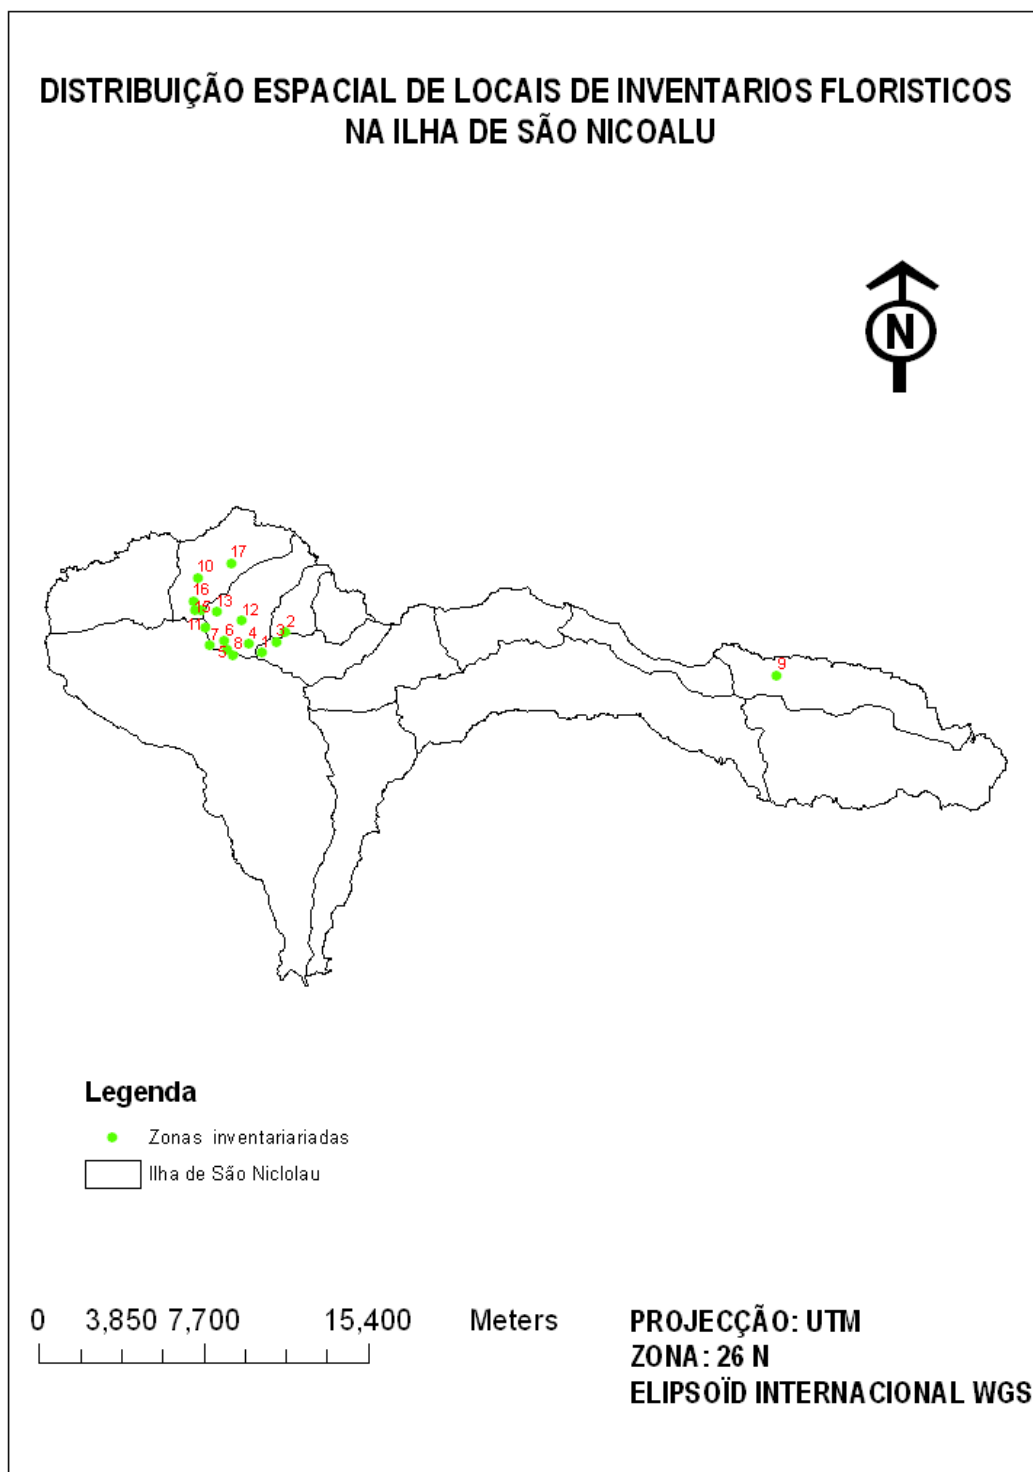 DISTRIBUIÇÃO ESPACIAL DE LOCAIS DE INVENTARIOS FLORISTICOS
NA ILHA DE SÃO NICOALU
N
17
10
16
15
13
12
11
7
6
5
8
4
1
3
2
9
Legenda
Zonas inventariariadas
Ilha de São Niclolau
0 3,850 7,700 15,400 Meters
PROJECÇÃO: UTM
ZONA: 26 N
ELIPSOÏD INTERNACIONAL WGS